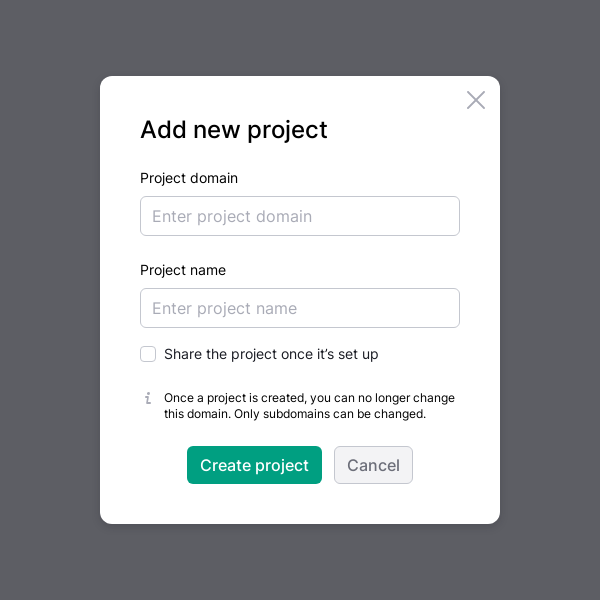 Add new project
Project domain
Enter project domain
Project name
Enter project name
Share the project once it’s set up
Once a project is created, you can no longer change
this domain. Only subdomains can be changed.
Create project
Cancel